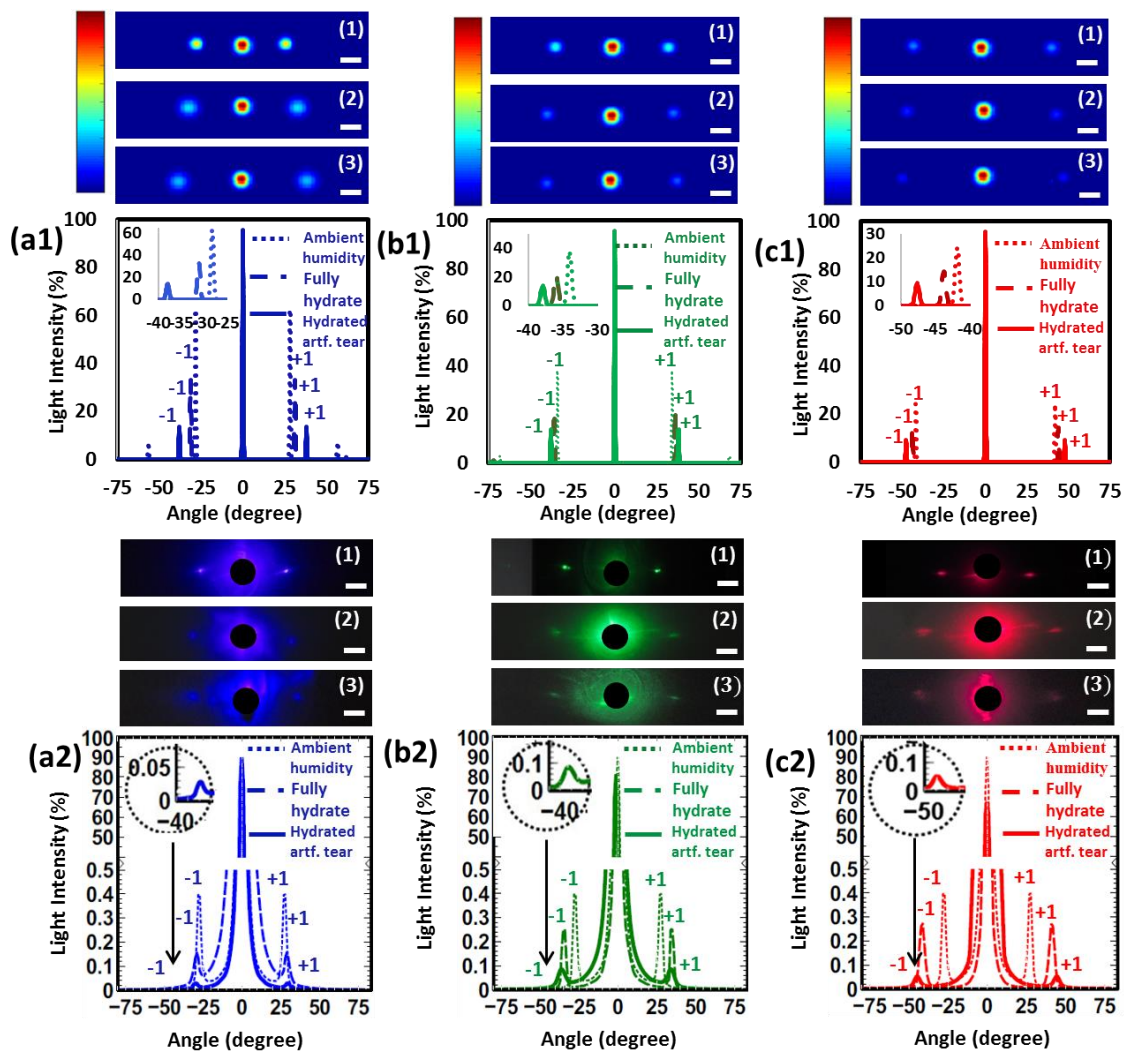 (1)
(2)
(3)
(a1)
Light Intensity (%)
100
80
60
40
20
0
60
40
20
0
-40-35-30-25
Ambient
humidity
Fully
hydrate
Hydrated
artf. tear
-1
-1
-1
+1
+1
+1
-75 -50 -25 0 25 50 75
Angle (degree)
(1)
(2)
(3)
(b1)
Light Intensity (%)
100
80
60
40
20
0
40
20
0
-40 -35 -30
Ambient
humidity
Fully
hydrate
Hydrated
artf. tear
-1
-1
-1
+1
+1
+1
-75 -50 -25 0 25 50 75
Angle (degree)
(1)
(2)
(3)
(c1)
Light Intensity (%)
100
80
60
40
20
0
30
20
10
0
-50 -45 -40
Ambient
humidity
Fully
hydrate
Hydrated
artf. tear
-1
-1
-1
+1
+1
+1
-75 -50 -25 0 25 50 75
Angle (degree)
(1)
(2)
(3)
(a2)
Light Intensity (%)
100
90
80
70
60
50
0.5
0.4
0.3
0.2
0.1
0
0.05
0
−40
Ambient
humidity
Fully
hydrate
Hydrated
artf. tear
-1
-1
-1
+1
+1
+1
−75 −50 −25 0 25 50 75
Angle (degree)
(1)
(2)
(3)
(b2)
Light Intensity (%)
100
90
80
70
60
50
0.5
0.4
0.3
0.2
0.1
0
0.1
0
−40
Ambient
humidity
Fully
hydrate
Hydrated
artf. tear
-1
-1
-1
+1
+1
+1
−75 −50 −25 0 25 50 75
Angle (degree)
(1)
(2)
(3)
(c2)
Light Intensity (%)
100
90
80
70
60
50
0.5
0.4
0.3
0.2
0.1
0
0.1
0
−50
Ambient
humidity
Fully
hydrate
Hydrated
artf. tear
-1
-1
-1
+1
+1
+1
−75 −50 −25 0 25 50 75
Angle (degree)